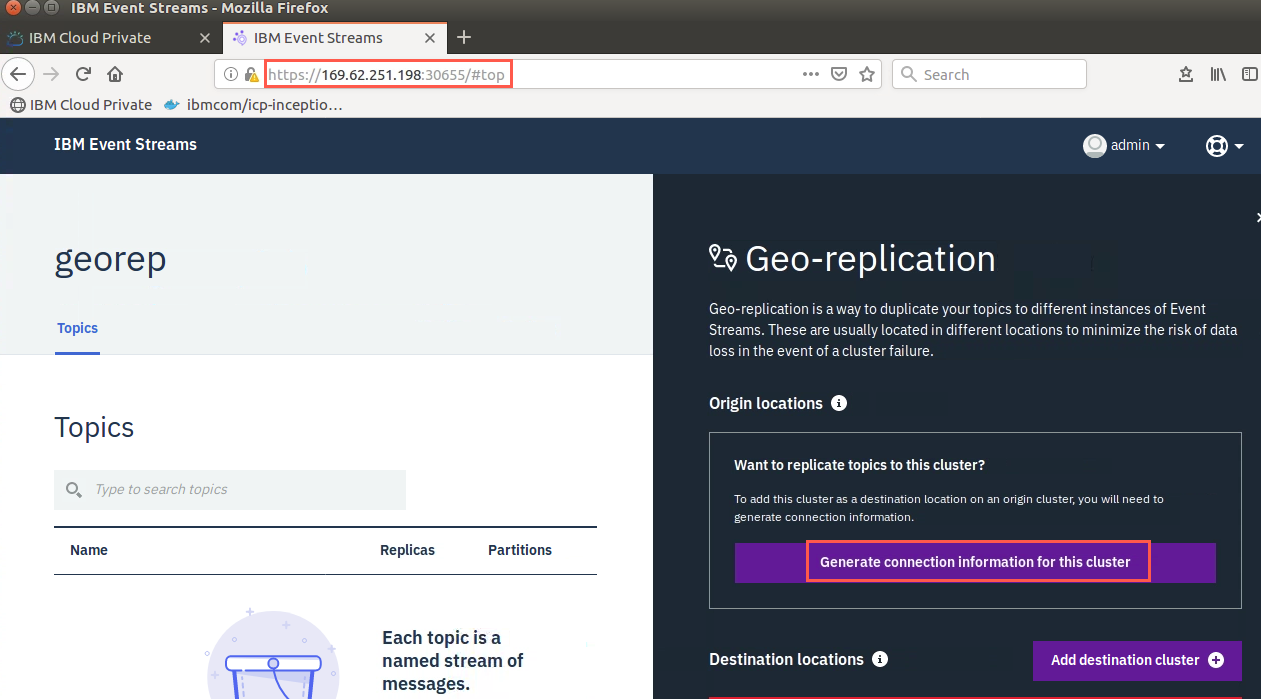 IBM Event Streams - Mozilla Firefox
IBM Cloud Private
IBM Event Streams
https://169.62.251.198:30655/#top
Search
IBM Cloud Private
ibmcom/icp-inceptio…
IBM Event Streams
admin
georep
Topics
Topics
Type to search topics
Name
Replicas
Partitions
Each topic is a
named stream of
messages.
Geo-replication
Geo-replication is a way to duplicate your topics to different instances of Event
Streams. These are usually located in different locations to minimize the risk of data
loss in the event of a cluster failure.
Origin locations
Want to replicate topics to this cluster?
To add this cluster as a destination location on an origin cluster, you will need to
generate connection information.
Generate connection information for this cluster
Destination locations
Add destination cluster